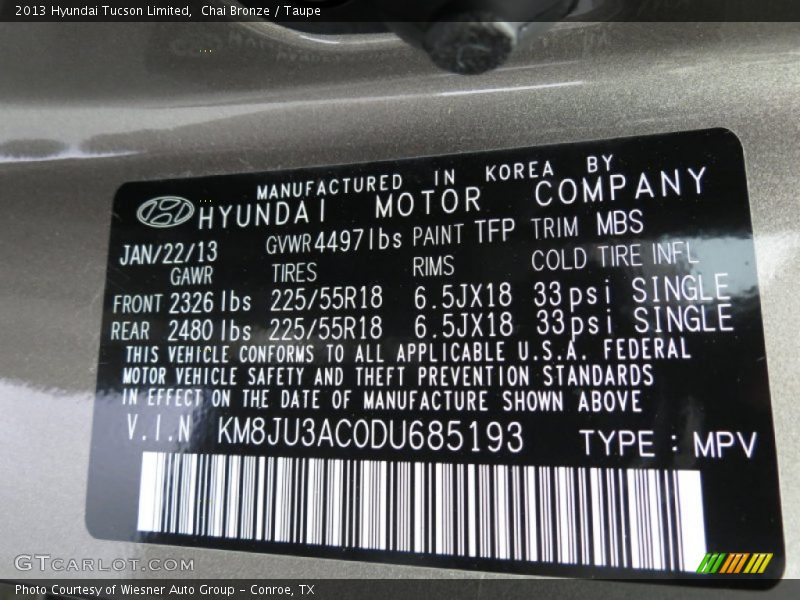 2013 Hyundai Tucson Limited, Chai Bronze / Taupe
MANUFACTURED IN KOREA BY
HYUNDAI MOTOR COMPANY
JAN/22/13 GVWR 4497lbs PAINT TFP TRIM MBS
GAWR TIRES RIMS COLD TIRE INFL
FRONT 2326 lbs 225/55R18 6.5JX18 33psi SINGLE
REAR 2480 lbs 225/55R18 6.5JX18 33psi SINGLE
THIS VEHICLE CONFORMS TO ALL APPLICABLE U.S.A. FEDERAL
MOTOR VEHICLE SAFETY AND THEFT PREVENTION STANDARDS
IN EFFECT ON THE DATE OF MANUFACTURE SHOWN ABOVE
V.I.N KM8JU3AC0DU685193 TYPE : MPV
GTCARLOT.COM
Photo Courtesy of Wiesner Auto Group - Conroe, TX